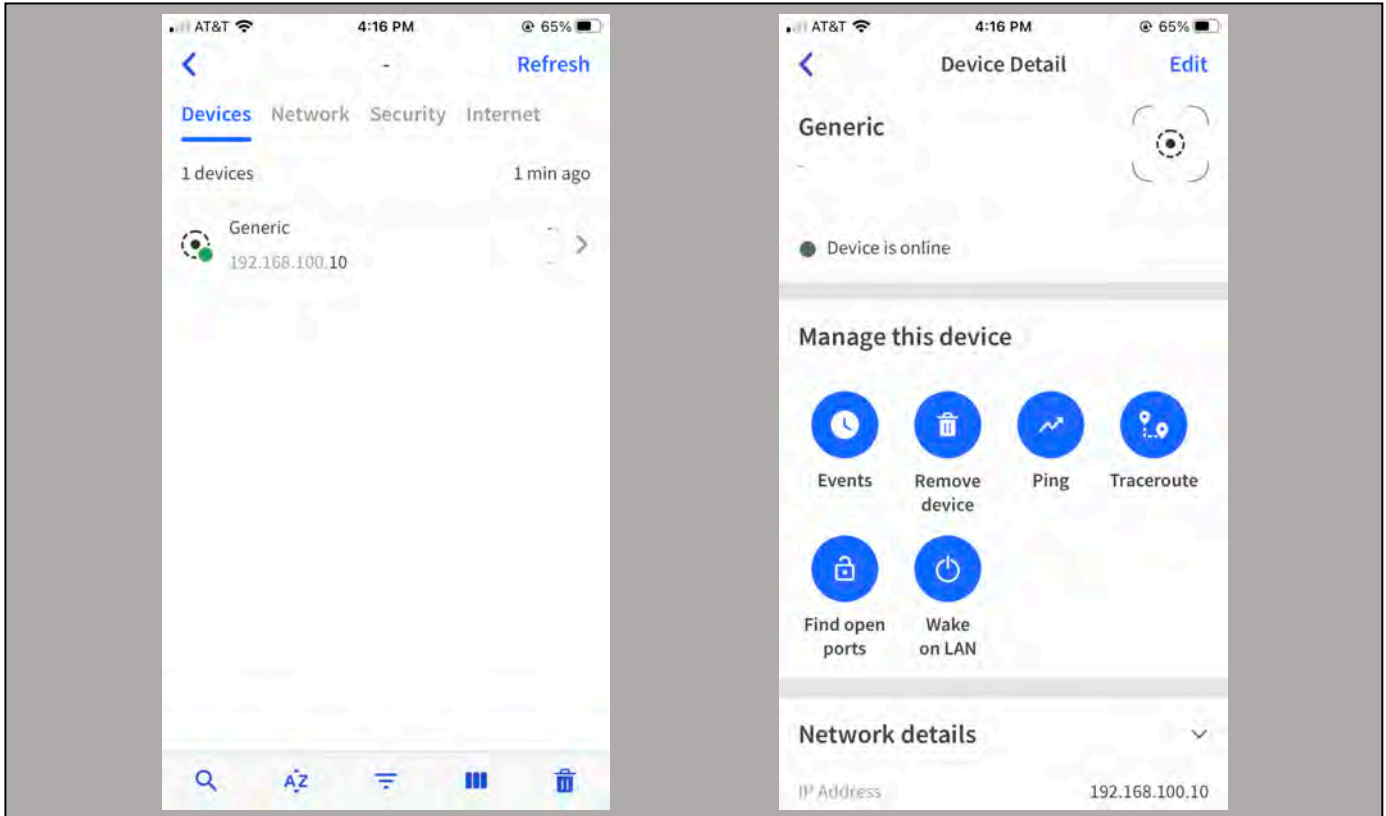 AT&T 4:16 PM 65%
- Refresh
Devices Network Security Internet
1 devices 1 min ago
Generic -
192.168.100.10 -
AT&T 4:16 PM 65%
Device Detail Edit
Generic
-
Device is online
Manage this device
Events Remove device Ping Traceroute
Find open ports Wake on LAN
Network details
IP Address 192.168.100.10